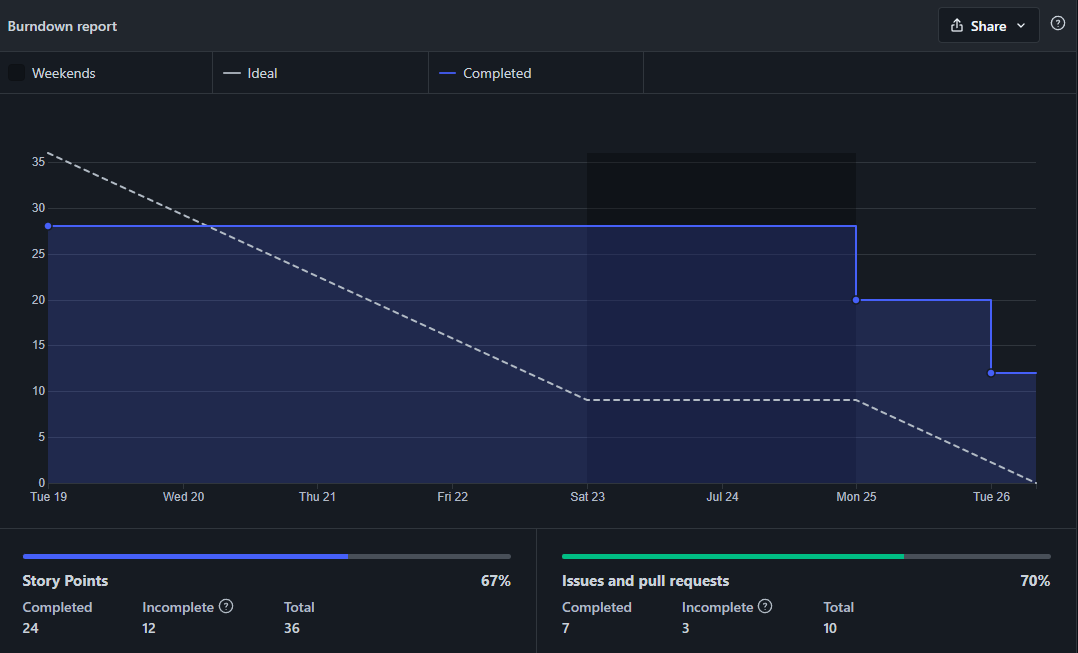 Burndown report
Share
Weekends
Ideal
Completed
35
30
25
20
15
10
5
0
Tue 19 Wed 20 Thu 21 Fri 22 Sat 23 Jul 24 Mon 25 Tue 26
Story Points 67%
Completed Incomplete ? Total
24 12 36
Issues and pull requests 70%
Completed Incomplete ? Total
7 3 10